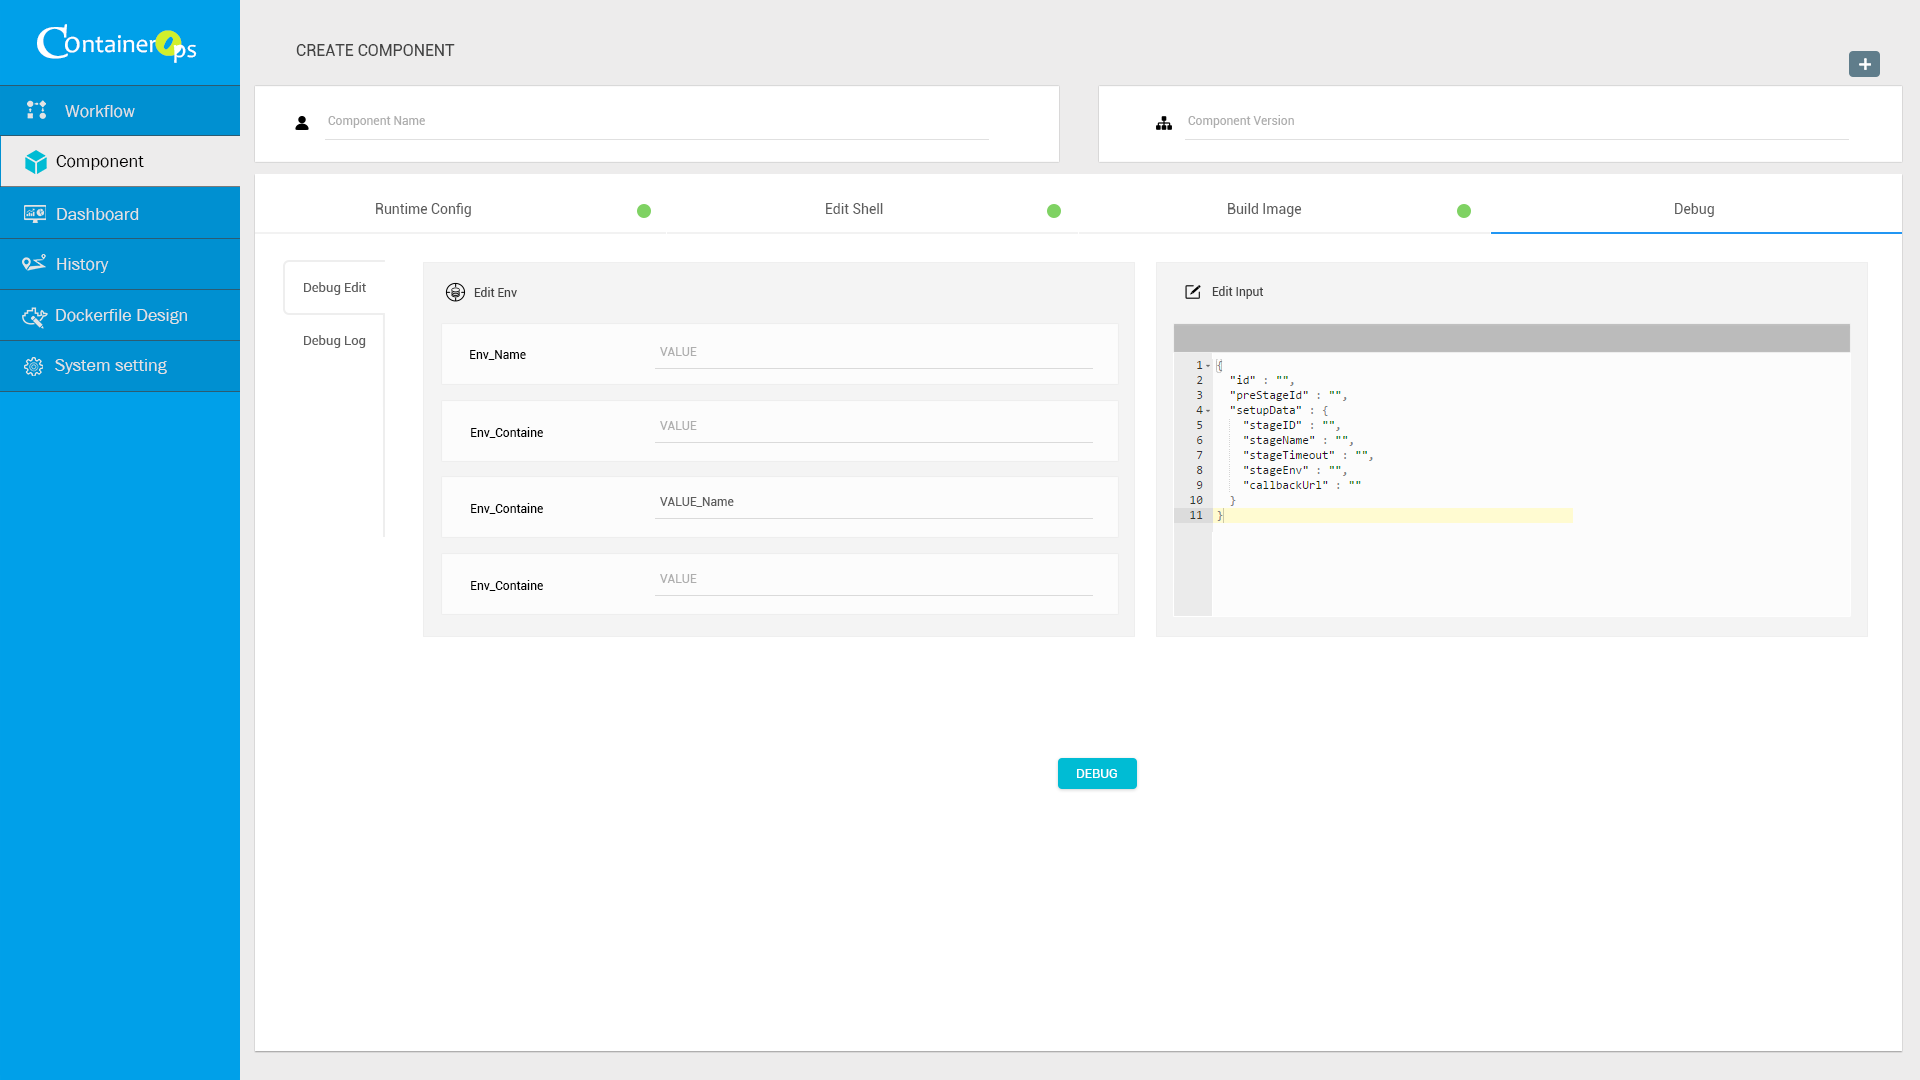 ContainerOps
Workflow
Component
Dashboard
History
Dockerfile Design
System setting
CREATE COMPONENT
Component Name
Component Version
Runtime Config
Edit Shell
Build Image
Debug
Debug Edit
Debug Log
Edit Env
Env_Name
VALUE
Env_Containe
VALUE
Env_Containe
VALUE_Name
Env_Containe
VALUE
Edit Input
1 {
2 "id" : "",
3 "preStageId" : "",
4 "setupData" : {
5 "stageID" : "",
6 "stageName" : "",
7 "stageTimeout" : "",
8 "stageEnv" : "",
9 "callbackUrl" : ""
10 }
11 }
DEBUG